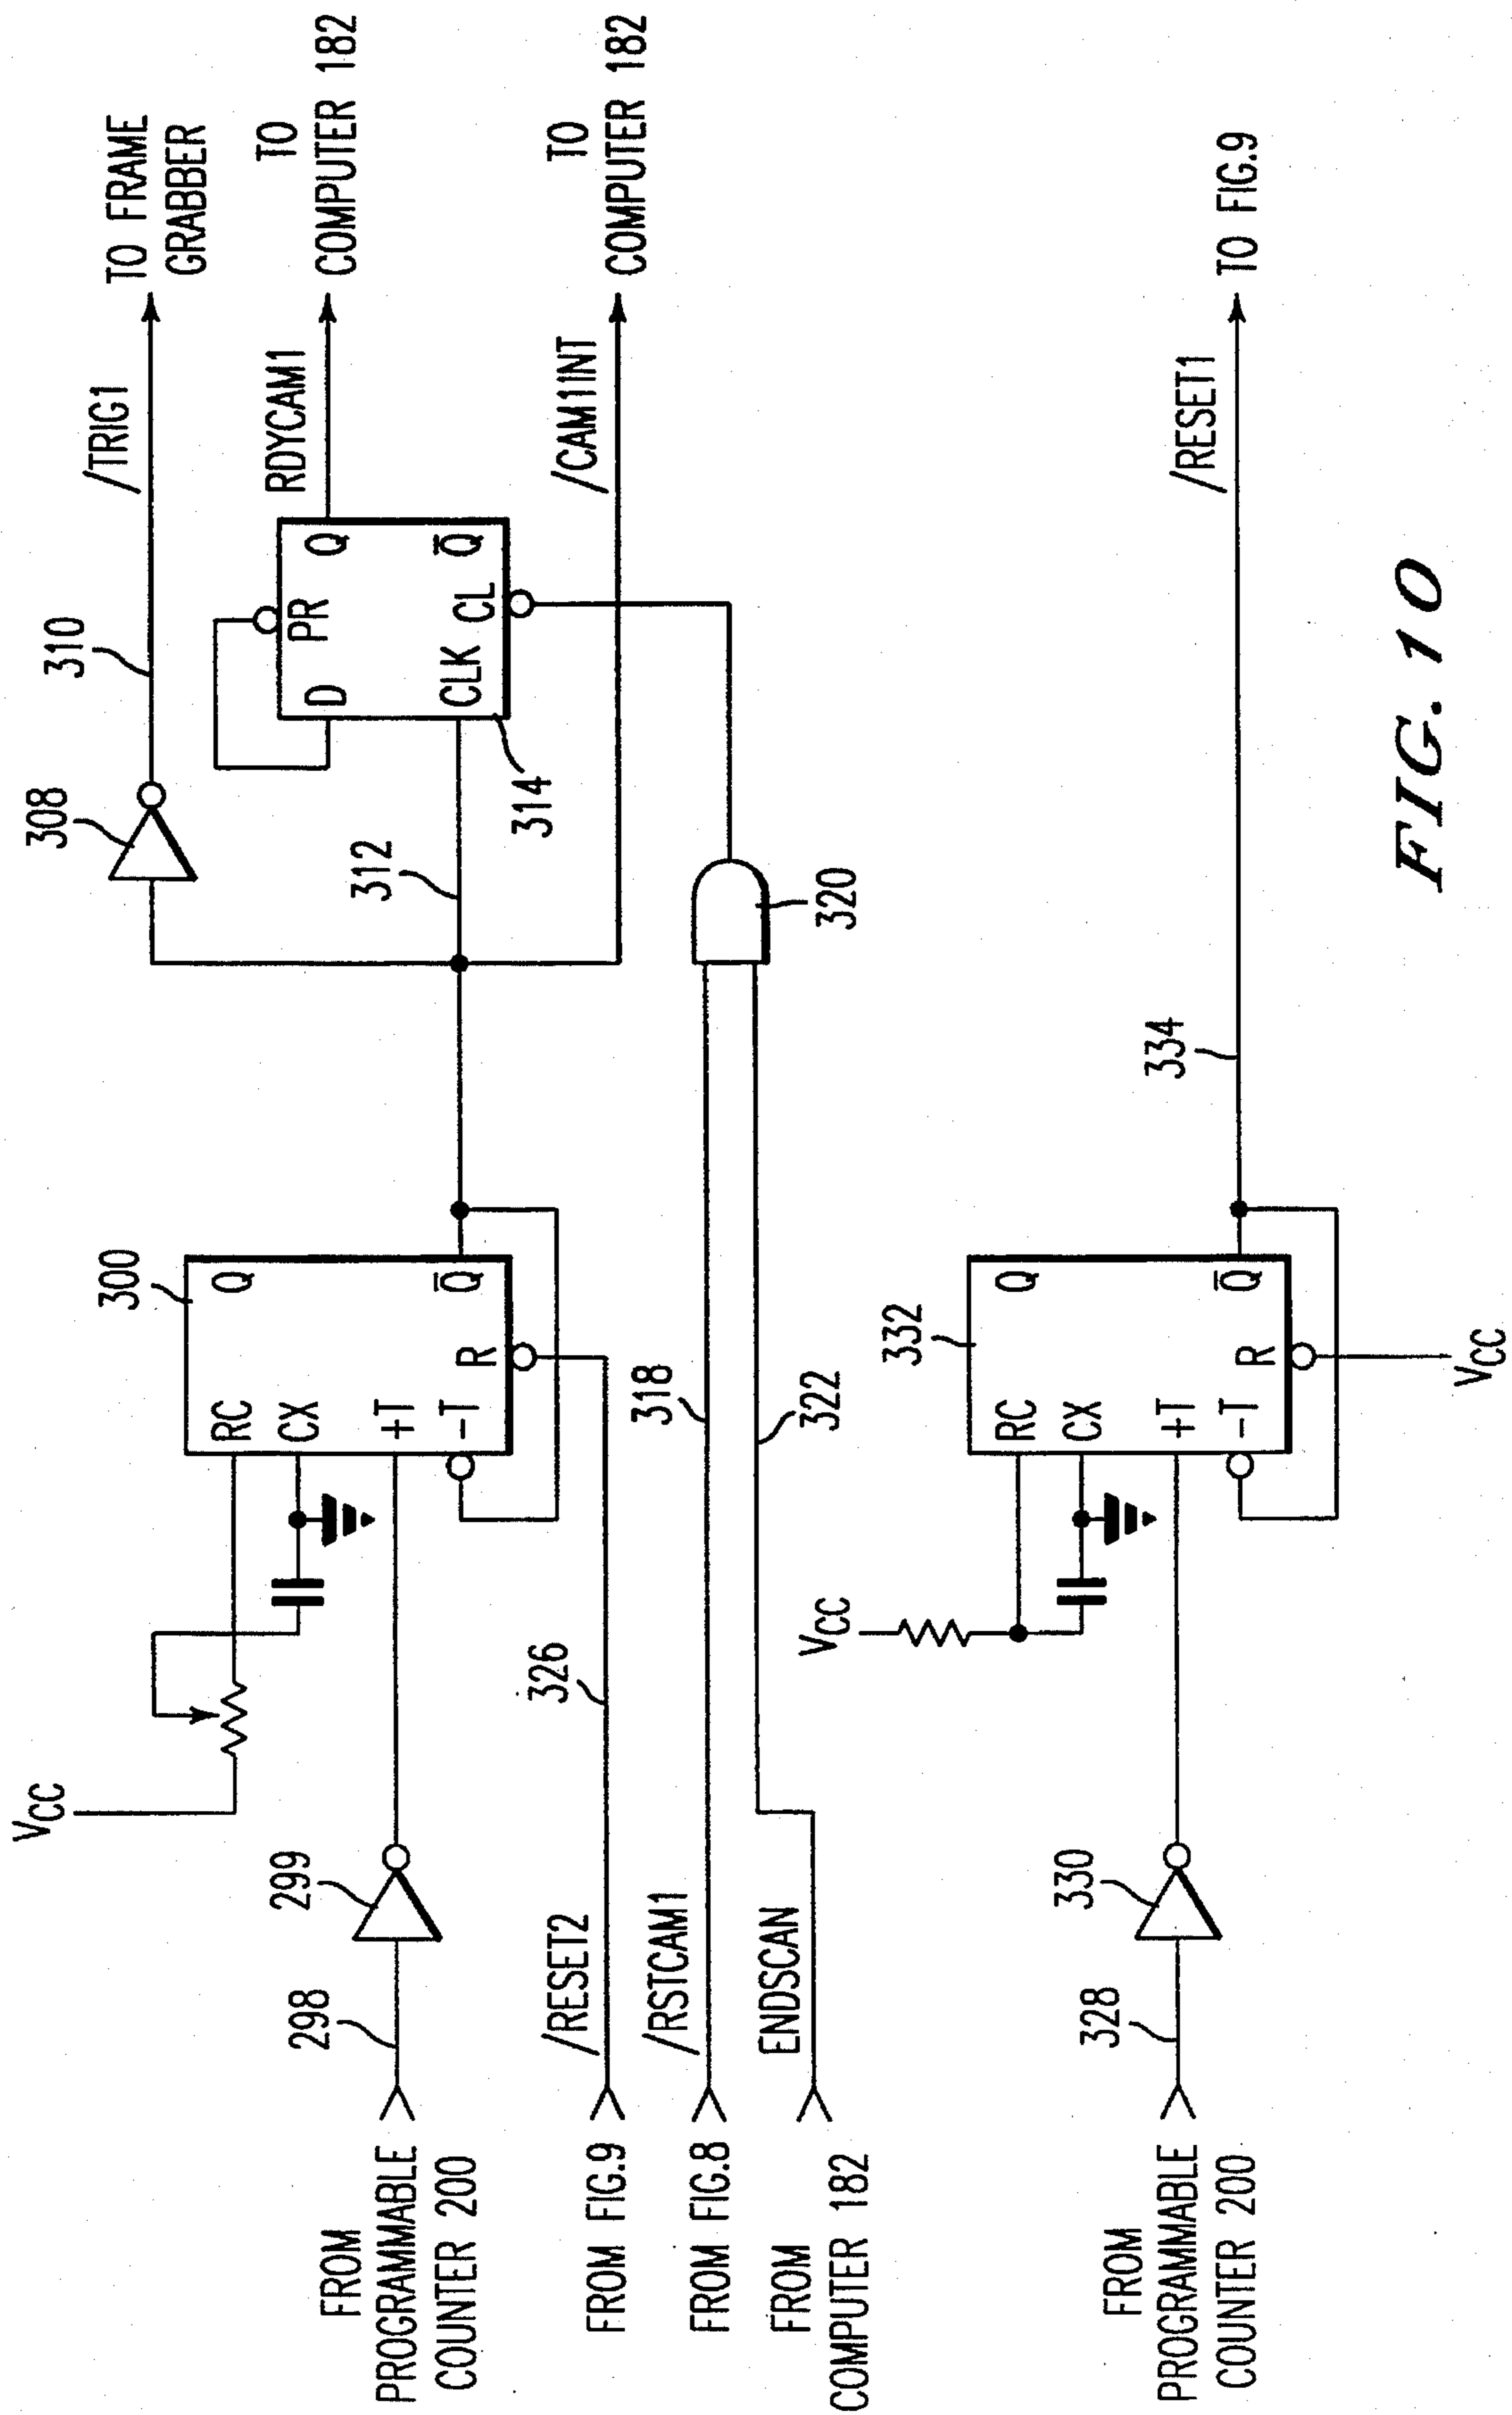 VCC
300
RC
Q
CX
+T
-T
R
Q
299
298
FROM
PROGRAMMABLE
COUNTER 200
/RESET2
326
FROM FIG.9
/RSTCAM1
318
FROM FIG.8
ENDSCAN
322
FROM
COMPUTER 182
308
310
/TRIG1
TO FRAME
GRABBER
312
314
D
PR
Q
CLK
CL
Q
RDYCAM1
TO
COMPUTER 182
/CAM1INT
TO
COMPUTER 182
320
VCC
332
RC
Q
CX
+T
-T
R
Q
VCC
330
328
FROM
PROGRAMMABLE
COUNTER 200
334
/RESET1
TO FIG.9
FIG. 10